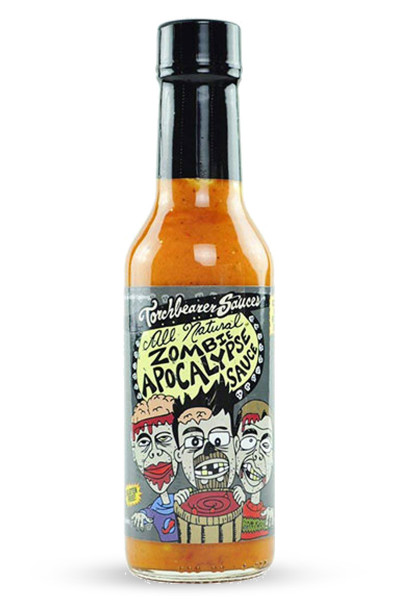 Torchbearer Sauces
All Natural
ZOMBIE
APOCALYPSE
SAUCE